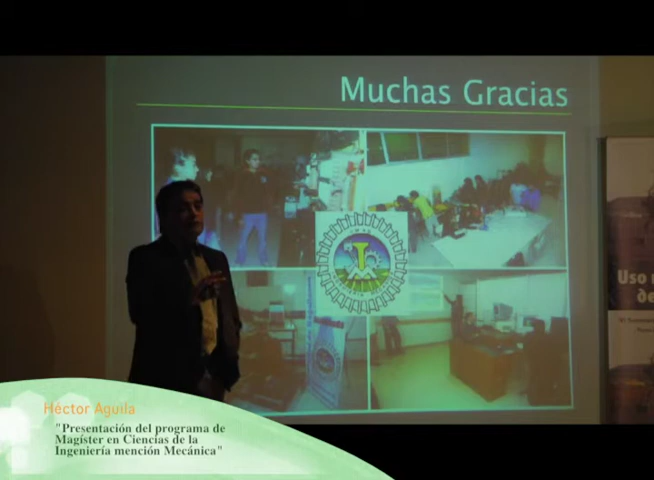 Muchas Gracias
Uso
de
Héctor Aguila
"Presentación del programa de
Magíster en Ciencias de la
Ingeniería mención Mecánica"